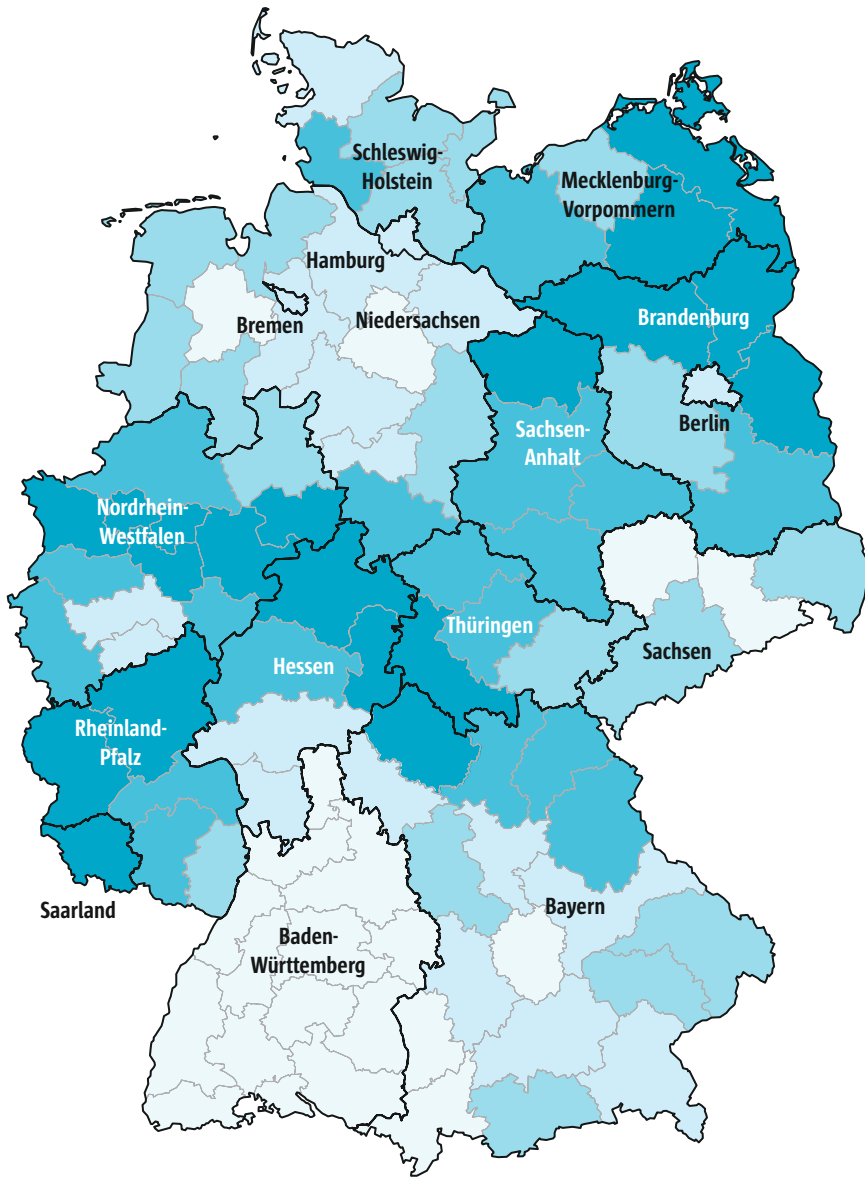 Schleswig-
Holstein
Mecklenburg-
Vorpommern
Hamburg
Bremen
Niedersachsen
Brandenburg
Berlin
Sachsen-
Anhalt
Nordrhein-
Westfalen
Thüringen
Sachsen
Hessen
Rheinland-
Pfalz
Saarland
Bayern
Baden-
Württemberg